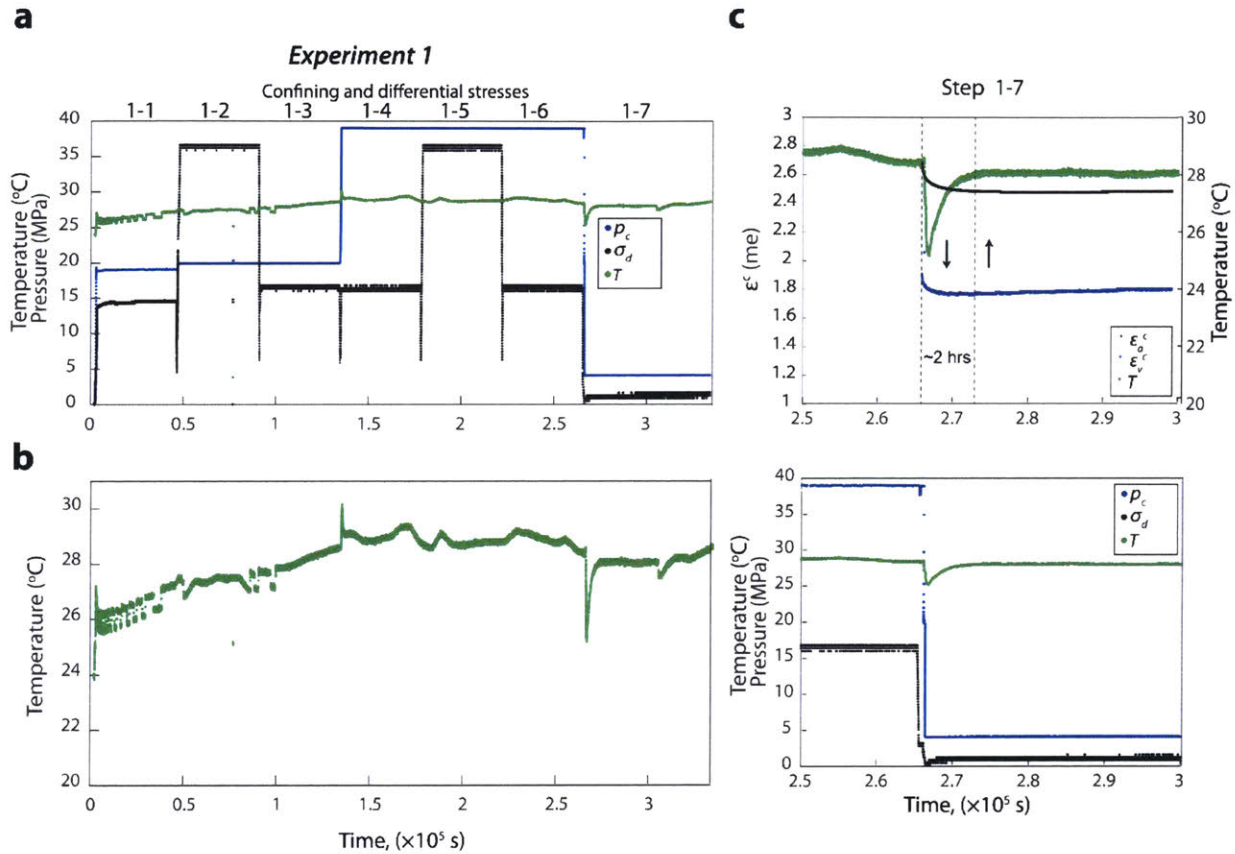 a
Experiment 1
Confining and differential stresses
1-1 1-2 1-3 1-4 1-5 1-6 1-7
Temperature (ºC)
Pressure (MPa)
40
35
30
25
20
15
10
5
0
p_c
σ_d
T
0 0.5 1 1.5 2 2.5 3
b
Temperature (ºC)
30
28
26
24
22
20
0 0.5 1 1.5 2 2.5 3
Time, (×10⁵ s)
c
Step 1-7
ε^c (me)
3
2.8
2.6
2.4
2.2
2
1.8
1.6
1.4
1.2
1
~2 hrs
ε_a^c
ε_v^c
T
30
28
26
24
22
20
Temperature (ºC)
2.5 2.6 2.7 2.8 2.9 3
Temperature (ºC)
Pressure (MPa)
40
35
30
25
20
15
10
5
0
p_c
σ_d
T
2.5 2.6 2.7 2.8 2.9 3
Time, (×10⁵ s)